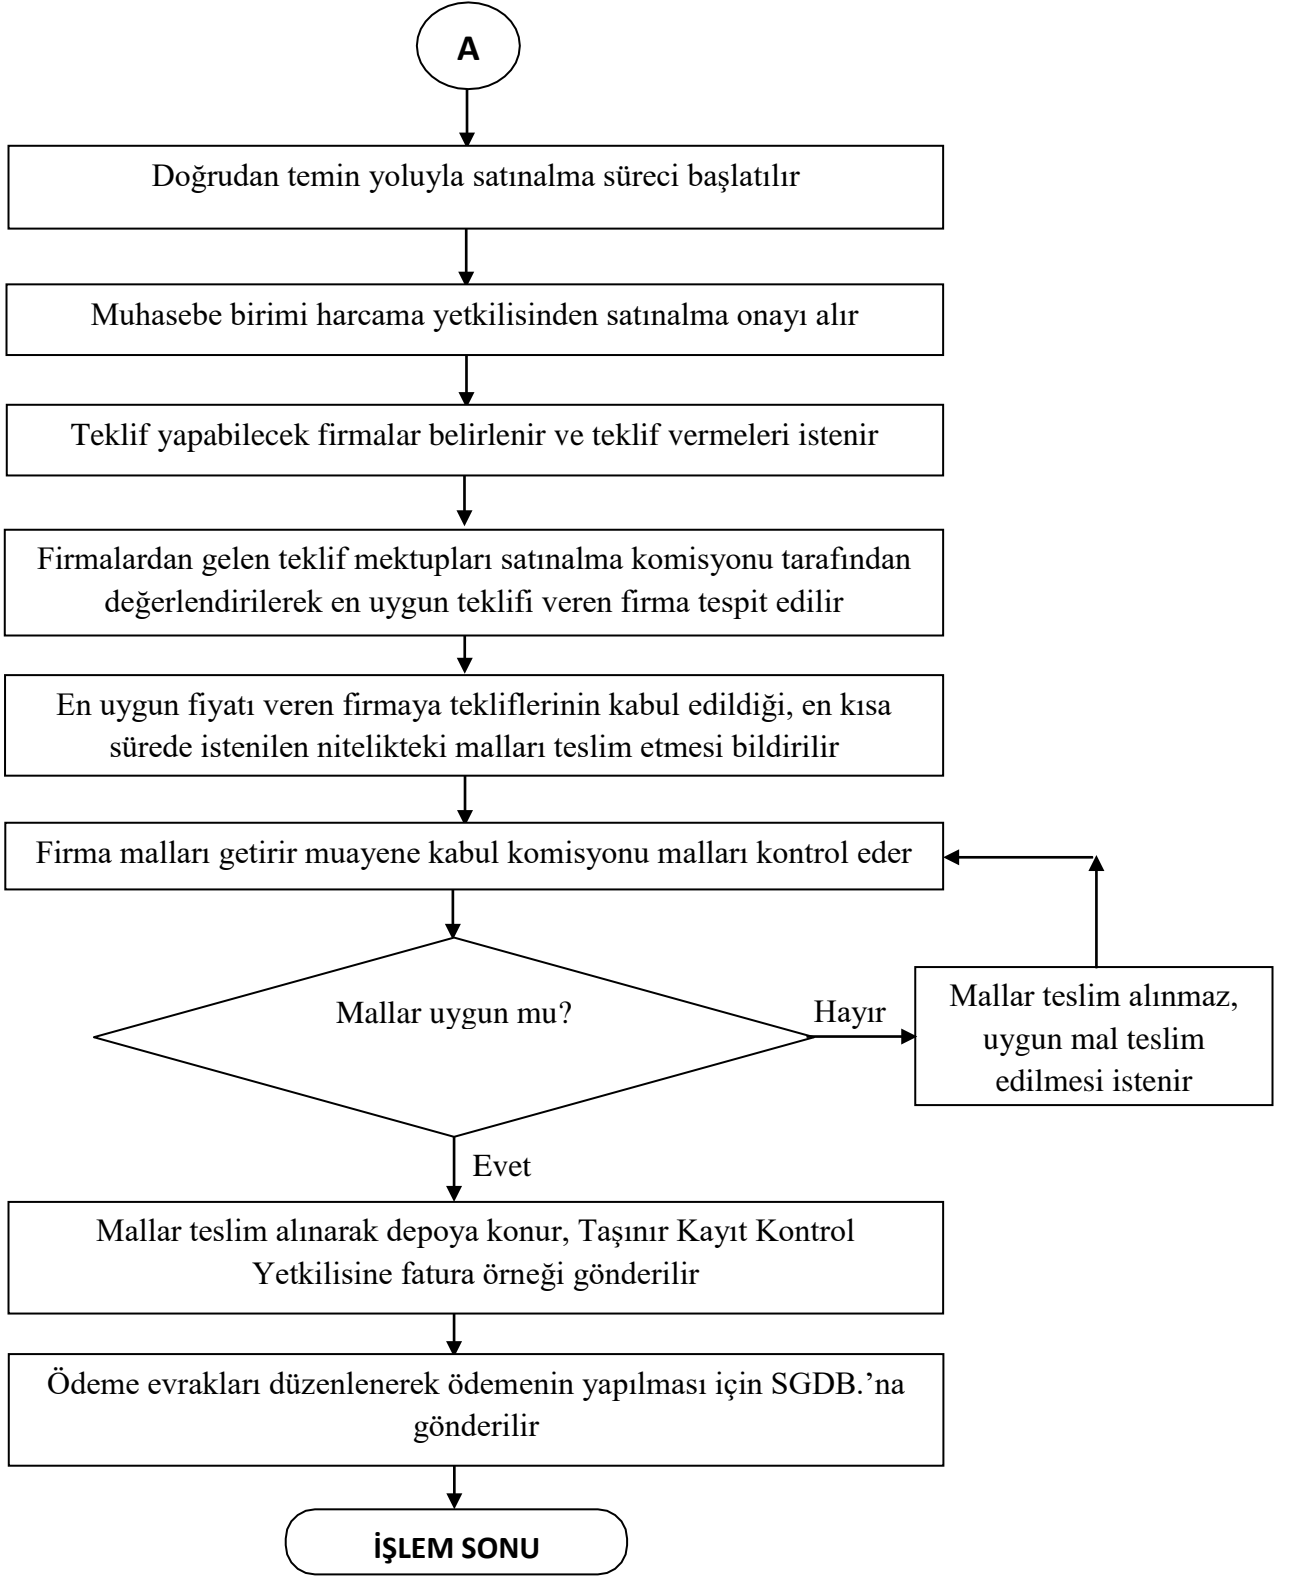 A
Doğrudan temin yoluyla satınalma süreci başlatılır
Muhasebe birimi harcama yetkilisinden satınalma onayı alır
Teklif yapabilecek firmalar belirlenir ve teklif vermeleri istenir
Firmalardan gelen teklif mektupları satınalma komisyonu tarafından
değerlendirilerek en uygun teklifi veren firma tespit edilir
En uygun fiyatı veren firmaya tekliflerinin kabul edildiği, en kısa
sürede istenilen nitelikteki malları teslim etmesi bildirilir
Firma malları getirir muayene kabul komisyonu malları kontrol eder
Mallar uygun mu?
Hayır
Mallar teslim alınmaz,
uygun mal teslim
edilmesi istenir
Evet
Mallar teslim alınarak depoya konur, Taşınır Kayıt Kontrol
Yetkilisine fatura örneği gönderilir
Ödeme evrakları düzenlenerek ödemenin yapılması için SGDB.’na
gönderilir
İŞLEM SONU